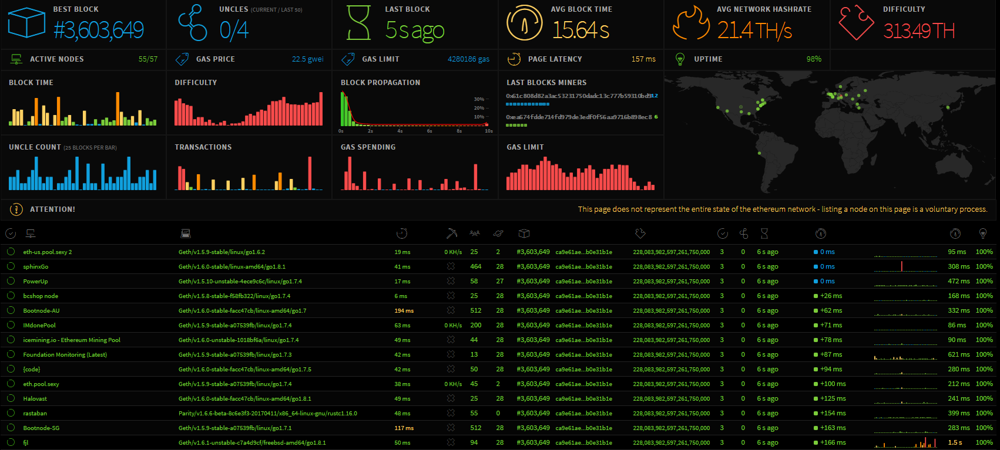 BEST BLOCK
#3,603,649
UNCLES (CURRENT / LAST 50)
0/4
LAST BLOCK
5 s ago
AVG BLOCK TIME
15.64 s
AVG NETWORK HASHRATE
21.4 TH/s
DIFFICULTY
313.49 TH
ACTIVE NODES 55/57
GAS PRICE 22.5 gwei
GAS LIMIT 4280186 gas
PAGE LATENCY 157 ms
UPTIME 98%
BLOCK TIME
DIFFICULTY
BLOCK PROPAGATION
30%
20%
10%
0s 2s 4s 6s 8s 10s
LAST BLOCKS MINERS
0x61c808d82a3ac53231750dadc13c777b59310bd9 12
0xea674fdde714fd979de3edf0f56aa9716b898ec8 6
UNCLE COUNT (25 BLOCKS PER BAR)
TRANSACTIONS
GAS SPENDING
GAS LIMIT
ATTENTION! This page does not represent the entire state of the ethereum network - listing a node on this page is a voluntary process.
eth-us.pool.sexy 2 Geth/v1.5.9-stable/linux/go1.6.2 19 ms 0 KH/s 25 2 #3,603,649 ca9e61ae...b0e31b1e 228,083,982,597,261,750,000 3 0 6 s ago 0 ms 95 ms 100%
sphinxGo Geth/v1.6.0-stable/linux-amd64/go1.8.1 41 ms 464 28 #3,603,649 ca9e61ae...b0e31b1e 228,083,982,597,261,750,000 3 0 6 s ago 0 ms 308 ms 100%
PowerUp Geth/v1.5.10-unstable-4ece9c6c/linux/go1.7.4 17 ms 58 27 #3,603,649 ca9e61ae...b0e31b1e 228,083,982,597,261,750,000 3 0 6 s ago 0 ms 472 ms 100%
bcshop node Geth/v1.5.8-stable-f58fb322/linux/go1.7.4 6 ms 25 28 #3,603,649 ca9e61ae...b0e31b1e 228,083,982,597,261,750,000 3 0 6 s ago +26 ms 168 ms 100%
Bootnode-AU Geth/v1.6.0-stable-facc47cb/linux-amd64/go1.7 194 ms 512 28 #3,603,649 ca9e61ae...b0e31b1e 228,083,982,597,261,750,000 3 0 6 s ago +62 ms 332 ms 100%
IMdonePool Geth/v1.5.9-stable-a07539fb/linux/go1.7.4 63 ms 0 KH/s 200 28 #3,603,649 ca9e61ae...b0e31b1e 228,083,982,597,261,750,000 3 0 6 s ago +71 ms 86 ms 100%
icemining.io - Ethereum Mining Pool Geth/v1.6.0-unstable-1018bf6a/linux/go1.7.4 49 ms 44 28 #3,603,649 ca9e61ae...b0e31b1e 228,083,982,597,261,750,000 3 0 6 s ago +78 ms 90 ms 100%
Foundation Monitoring (Latest) Geth/v1.5.9-stable-a07539fb/linux/go1.7.3 42 ms 13 28 #3,603,649 ca9e61ae...b0e31b1e 228,083,982,597,261,750,000 3 0 6 s ago +87 ms 621 ms 100%
{code} Geth/v1.6.0-stable-facc47cb/linux-amd64/go1.7.5 42 ms 50 28 #3,603,649 ca9e61ae...b0e31b1e 228,083,982,597,261,750,000 3 0 6 s ago +94 ms 280 ms 100%
eth.pool.sexy Geth/v1.5.9-stable-a07539fb/linux/go1.7.4 38 ms 0 KH/s 45 2 #3,603,649 ca9e61ae...b0e31b1e 228,083,982,597,261,750,000 3 0 6 s ago +100 ms 212 ms 100%
Halovast Geth/v1.6.0-stable-facc47cb/linux-amd64/go1.8.1 49 ms 25 28 #3,603,649 ca9e61ae...b0e31b1e 228,083,982,597,261,750,000 3 0 6 s ago +125 ms 241 ms 100%
rastaban Parity/v1.6.6-beta-8c6e3f3-20170411/x86_64-linux-gnu/rustc1.16.0 48 ms 55 0 #3,603,649 ca9e61ae...b0e31b1e 228,083,982,597,261,750,000 3 0 6 s ago +154 ms 399 ms 100%
Bootnode-SG Geth/v1.5.9-stable-a07539fb/linux/go1.7.1 117 ms 512 28 #3,603,649 ca9e61ae...b0e31b1e 228,083,982,597,261,750,000 3 0 6 s ago +163 ms 283 ms 100%
fjl Geth/v1.6.1-unstable-c7a4d9cf/freebsd-amd64/go1.8.1 50 ms 94 28 #3,603,649 ca9e61ae...b0e31b1e 228,083,982,597,261,750,000 3 0 6 s ago +166 ms 1.5 s 100%